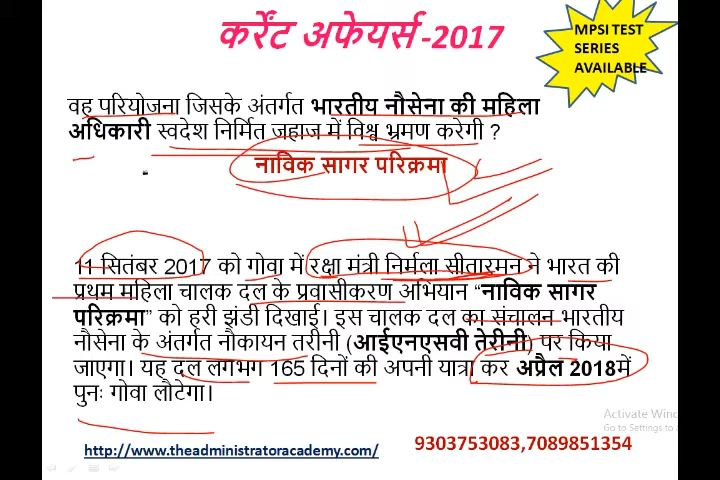 करेंट अफेयर्स-2017
MPSI TEST
SERIES
AVAILABLE
वह परियोजना जिसके अंतर्गत भारतीय नौसेना की महिला
अधिकारी स्वदेश निर्मित जहाज में विश्व भ्रमण करेगी ?
नाविक सागर परिक्रमा
11 सितंबर 2017 को गोवा में रक्षा मंत्री निर्मला सीतारमन ने भारत की
प्रथम महिला चालक दल के प्रवासीकरण अभियान “नाविक सागर
परिक्रमा” को हरी झंडी दिखाई। इस चालक दल का संचालन भारतीय
नौसेना के अंतर्गत नौकायन तरीनी (आईएनएसवी तेरीनी) पर किया
जाएगा। यह दल लगभग 165 दिनों की अपनी यात्रा कर अप्रैल 2018में
पुनः गोवा लौटेगा।
Activate Win
Go to Settings to
http://www.theadministratoracademy.com/
9303753083,7089851354